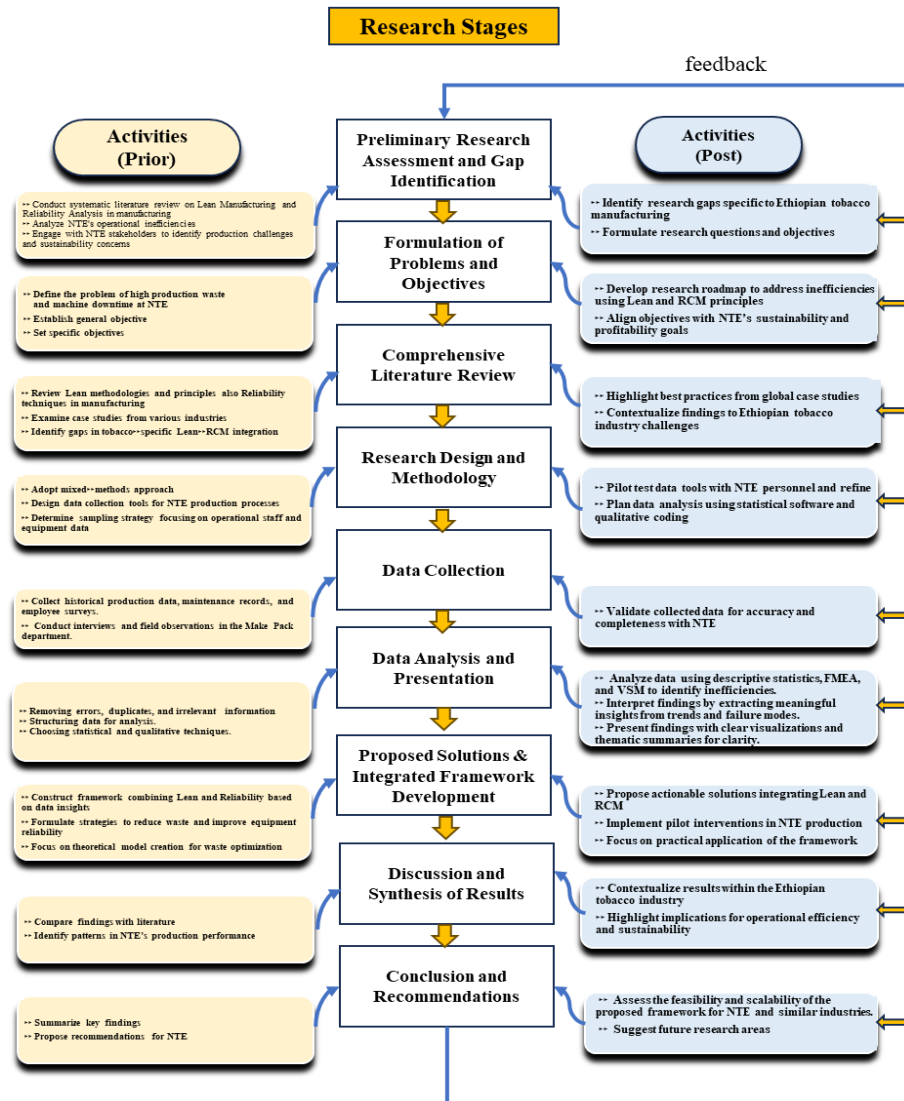 Research Stages
feedback
Activities
(Prior)
Preliminary Research
Assessment and Gap
Identification
Activities
(Post)
➻ Conduct systematic literature review on Lean Manufacturing and
Reliability Analysis in manufacturing
➻ Analyze NTE's operational inefficiencies
➻ Engage with NTE stakeholders to identify production challenges
and sustainability concerns
➻ Identify research gaps specific to Ethiopian tobacco
manufacturing
➻ Formulate research questions and objectives
Formulation of
Problems and
Objectives
➻ Define the problem of high production waste
and machine downtime at NTE
➻ Establish general objective
➻ Set specific objectives
➻ Develop research roadmap to address inefficiencies
using Lean and RCM principles
➻ Align objectives with NTE's sustainability and
profitability goals
Comprehensive
Literature Review
➻ Review Lean methodologies and principles also Reliability
techniques in manufacturing
➻ Examine case studies from various industries
➻ Identify gaps in tobacco➻specific Lean➻RCM integration
➻ Highlight best practices from global case studies
➻ Contextualize findings to Ethiopian tobacco
industry challenges
Research Design and
Methodology
➻ Adopt mixed➻methods approach
➻ Design data collection tools for NTE production processes
➻ Determine sampling strategy focusing on operational staff and
equipment data
➻ Pilot test data tools with NTE personnel and refine
➻ Plan data analysis using statistical software and
qualitative coding
Data Collection
➻ Collect historical production data, maintenance records, and
employee surveys.
➻ Conduct interviews and field observations in the Make Pack
department.
➻ Validate collected data for accuracy and
completeness with NTE
Data Analysis and
Presentation
➻ Removing errors, duplicates, and irrelevant information
➻ Structuring data for analysis.
➻ Choosing statistical and qualitative techniques.
➻ Analyze data using descriptive statistics, FMEA,
and VSM to identify inefficiencies.
➻ Interpret findings by extracting meaningful
insights from trends and failure modes.
➻ Present findings with clear visualizations and
thematic summaries for clarity.
Proposed Solutions &
Integrated Framework
Development
➻ Construct framework combining Lean and Reliability based
on data insights
➻ Formulate strategies to reduce waste and improve equipment
reliability
➻ Focus on theoretical model creation for waste optimization
➻ Propose actionable solutions integrating Lean and
RCM
➻ Implement pilot interventions in NTE production
➻ Focus on practical application of the framework
Discussion and
Synthesis of Results
➻ Compare findings with literature
➻ Identify patterns in NTE's production performance
➻ Contextualize results within the Ethiopian
tobacco industry
➻ Highlight implications for operational efficiency
and sustainability
Conclusion and
Recommendations
➻ Summarize key findings
➻ Propose recommendations for NTE
➻ Assess the feasibility and scalability of the
proposed framework for NTE and similar industries.
➻ Suggest future research areas